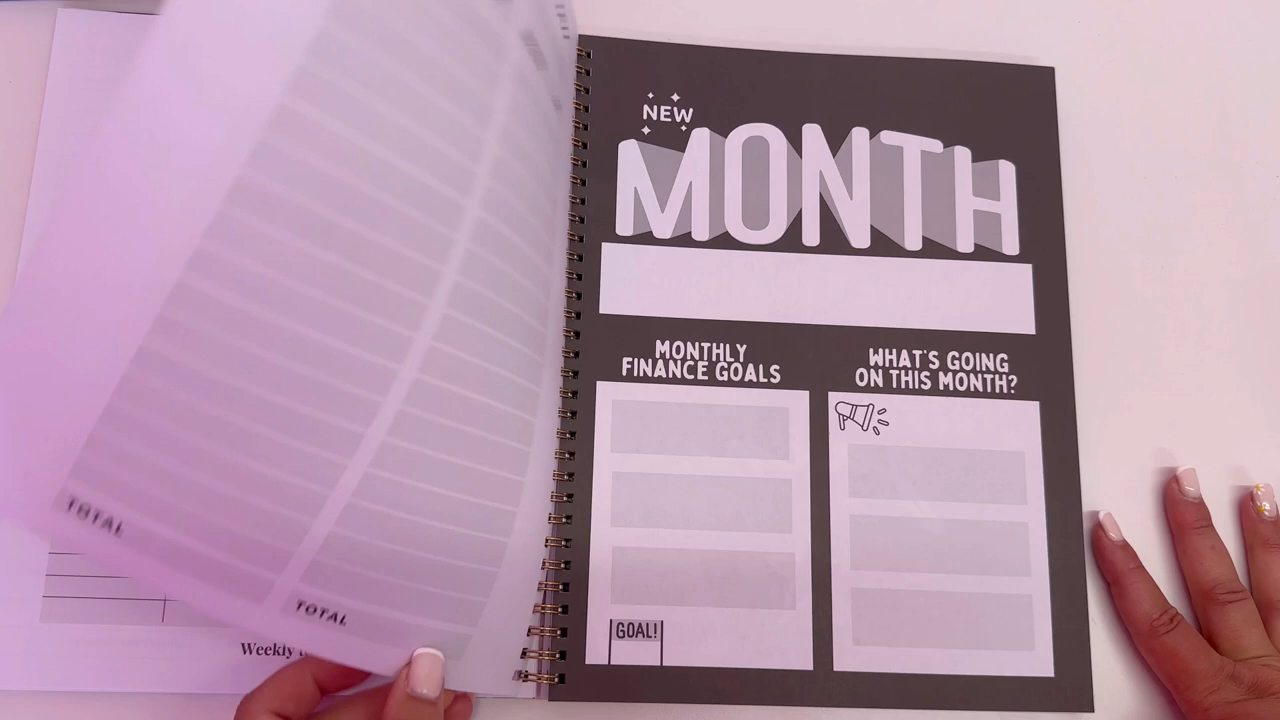 TOTAL
TOTAL
Weekly
NEW
MONTH
MONTHLY
FINANCE GOALS
GOAL!
WHAT'S GOING
ON THIS MONTH?